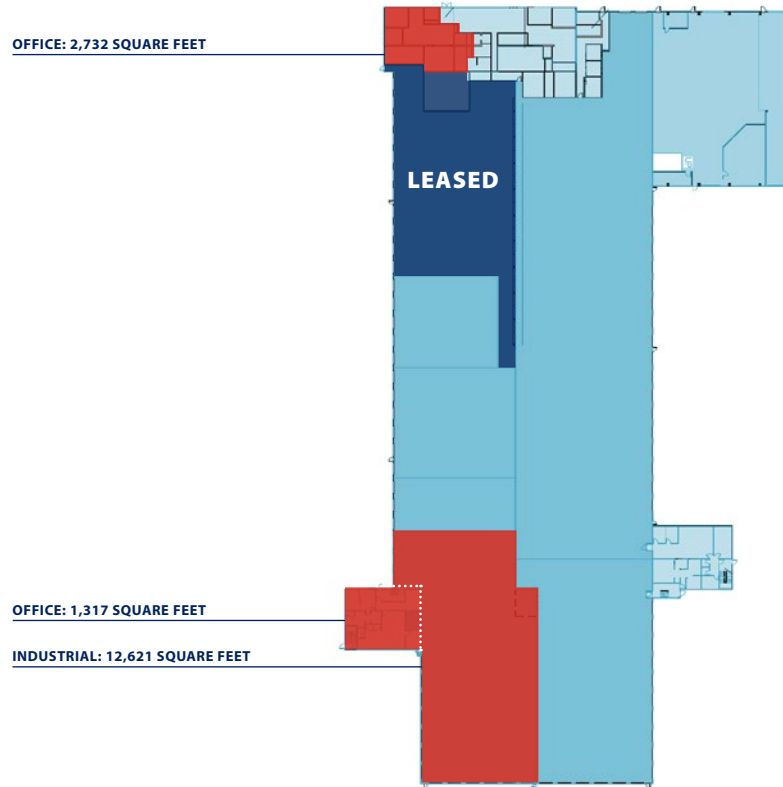 OFFICE: 2,732 SQUARE FEET
LEASED
OFFICE: 1,317 SQUARE FEET
INDUSTRIAL: 12,621 SQUARE FEET